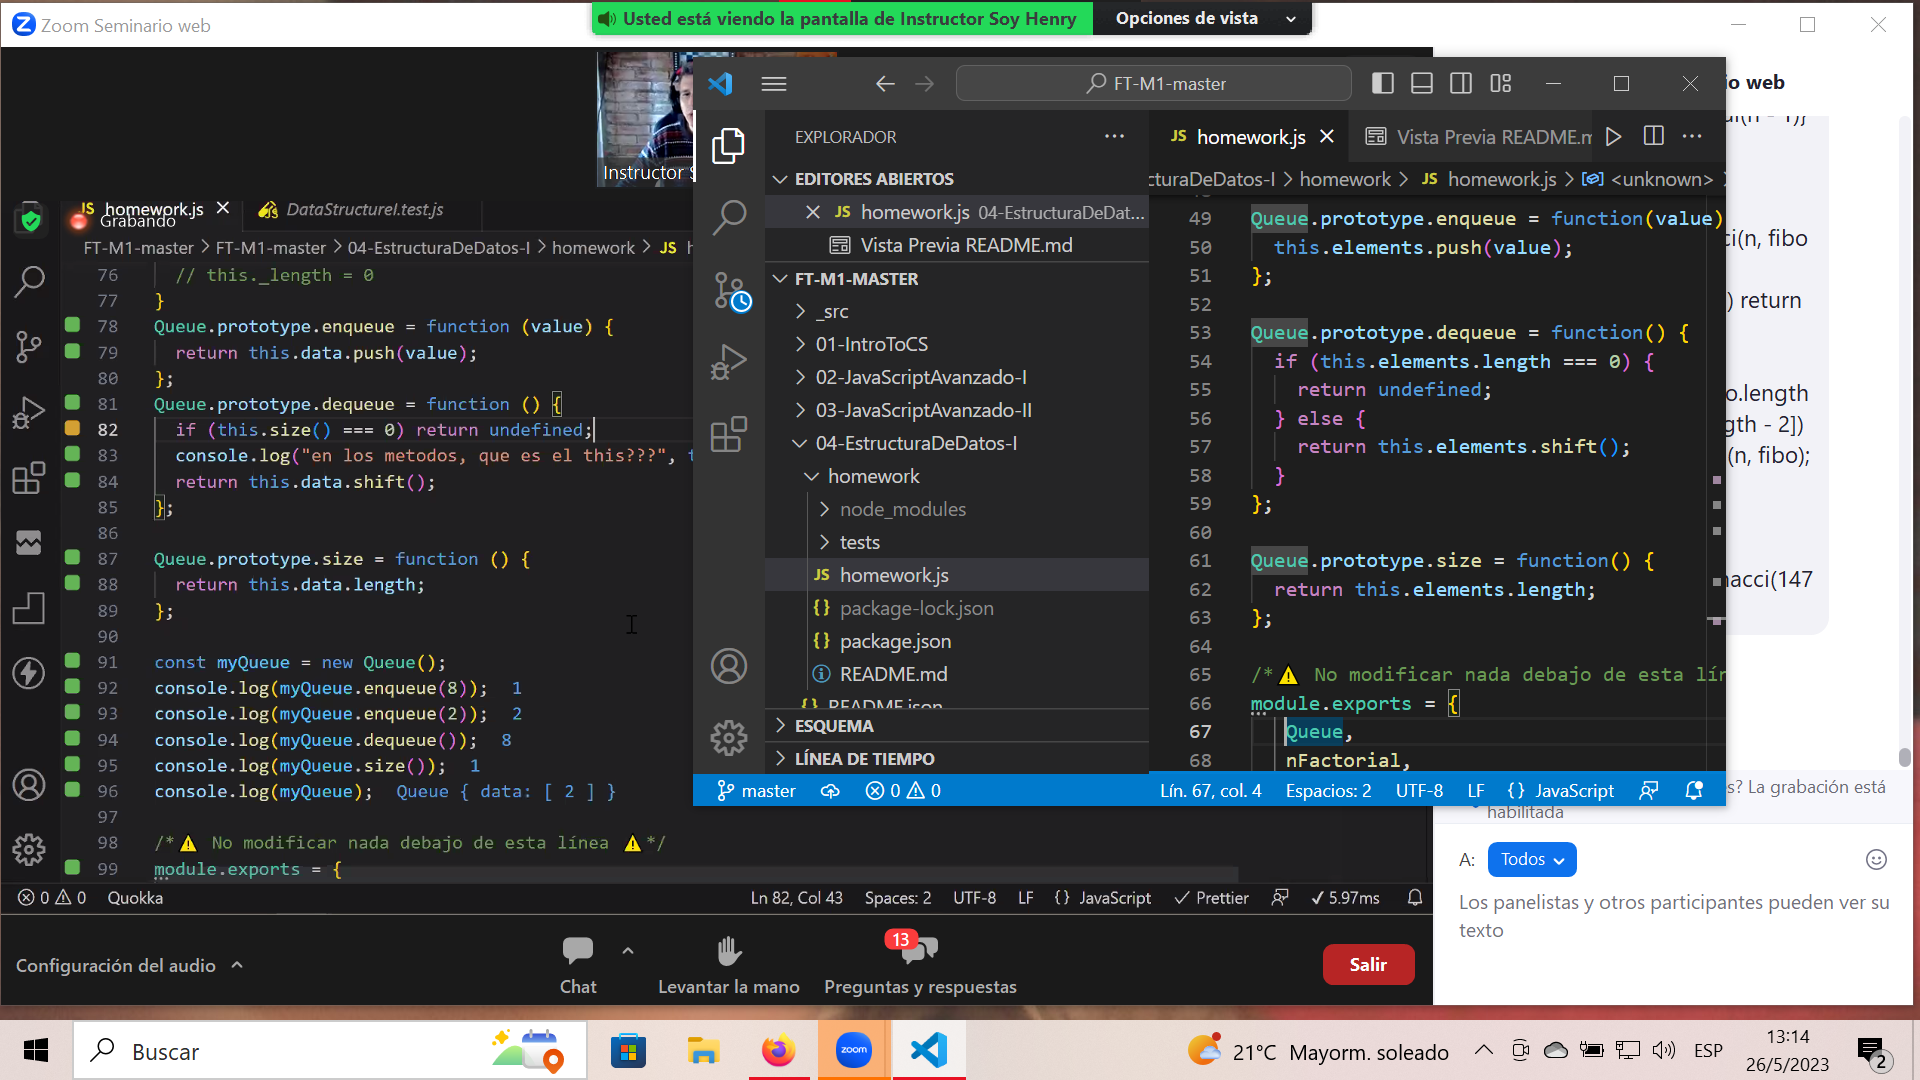 Zoom Seminario web
Usted está viendo la pantalla de Instructor Soy Henry
Opciones de vista
Instructor S
homework.js
DataStructureI.test.js
Grabando
FT-M1-master > FT-M1-master > 04-EstructuraDeDatos-I > homework > JS h
76 // this._length = 0
77 }
78 Queue.prototype.enqueue = function (value) {
79 return this.data.push(value);
80 };
81 Queue.prototype.dequeue = function () {
82 if (this.size() === 0) return undefined;
83 console.log("en los metodos, que es el this???", t
84 return this.data.shift();
85 };
86
87 Queue.prototype.size = function () {
88 return this.data.length;
89 };
90
91 const myQueue = new Queue();
92 console.log(myQueue.enqueue(8)); 1
93 console.log(myQueue.enqueue(2)); 2
94 console.log(myQueue.dequeue()); 8
95 console.log(myQueue.size()); 1
96 console.log(myQueue); Queue { data: [ 2 ] }
97
98 /*⚠️ No modificar nada debajo de esta línea ⚠️*/
99 module.exports = {
0 0 Quokka
Ln 82, Col 43 Spaces: 2 UTF-8 LF {} JavaScript Prettier 5.97ms
Configuración del audio
Chat
Levantar la mano
13
Preguntas y respuestas
Salir
FT-M1-master
EXPLORADOR
EDITORES ABIERTOS
JS homework.js 04-EstructuraDeDat...
Vista Previa README.md
FT-M1-MASTER
_src
01-IntroToCS
02-JavaScriptAvanzado-I
03-JavaScriptAvanzado-II
04-EstructuraDeDatos-I
homework
node_modules
tests
JS homework.js
{} package-lock.json
{} package.json
README.md
{} README.json
ESQUEMA
LÍNEA DE TIEMPO
JS homework.js
Vista Previa README.m
cturaDeDatos-I > homework > JS homework.js > <unknown>
49 Queue.prototype.enqueue = function(value)
50 this.elements.push(value);
51 };
52
53 Queue.prototype.dequeue = function() {
54 if (this.elements.length === 0) {
55 return undefined;
56 } else {
57 return this.elements.shift();
58 }
59 };
60
61 Queue.prototype.size = function() {
62 return this.elements.length;
63 };
64
65 /*⚠️ No modificar nada debajo de esta lín
66 module.exports = {
67 Queue,
68 nFactorial,
master 0 0
Lín. 67, col. 4 Espacios: 2 UTF-8 LF {} JavaScript
io web
ci(n, fibo
) return
o.length
gth - 2])
(n, fibo);
nacci(147
s? La grabación está
habilitada
A: Todos
Los panelistas y otros participantes pueden ver su
texto
Buscar
zoom
21°C Mayorm. soleado
ESP
13:14
26/5/2023
2